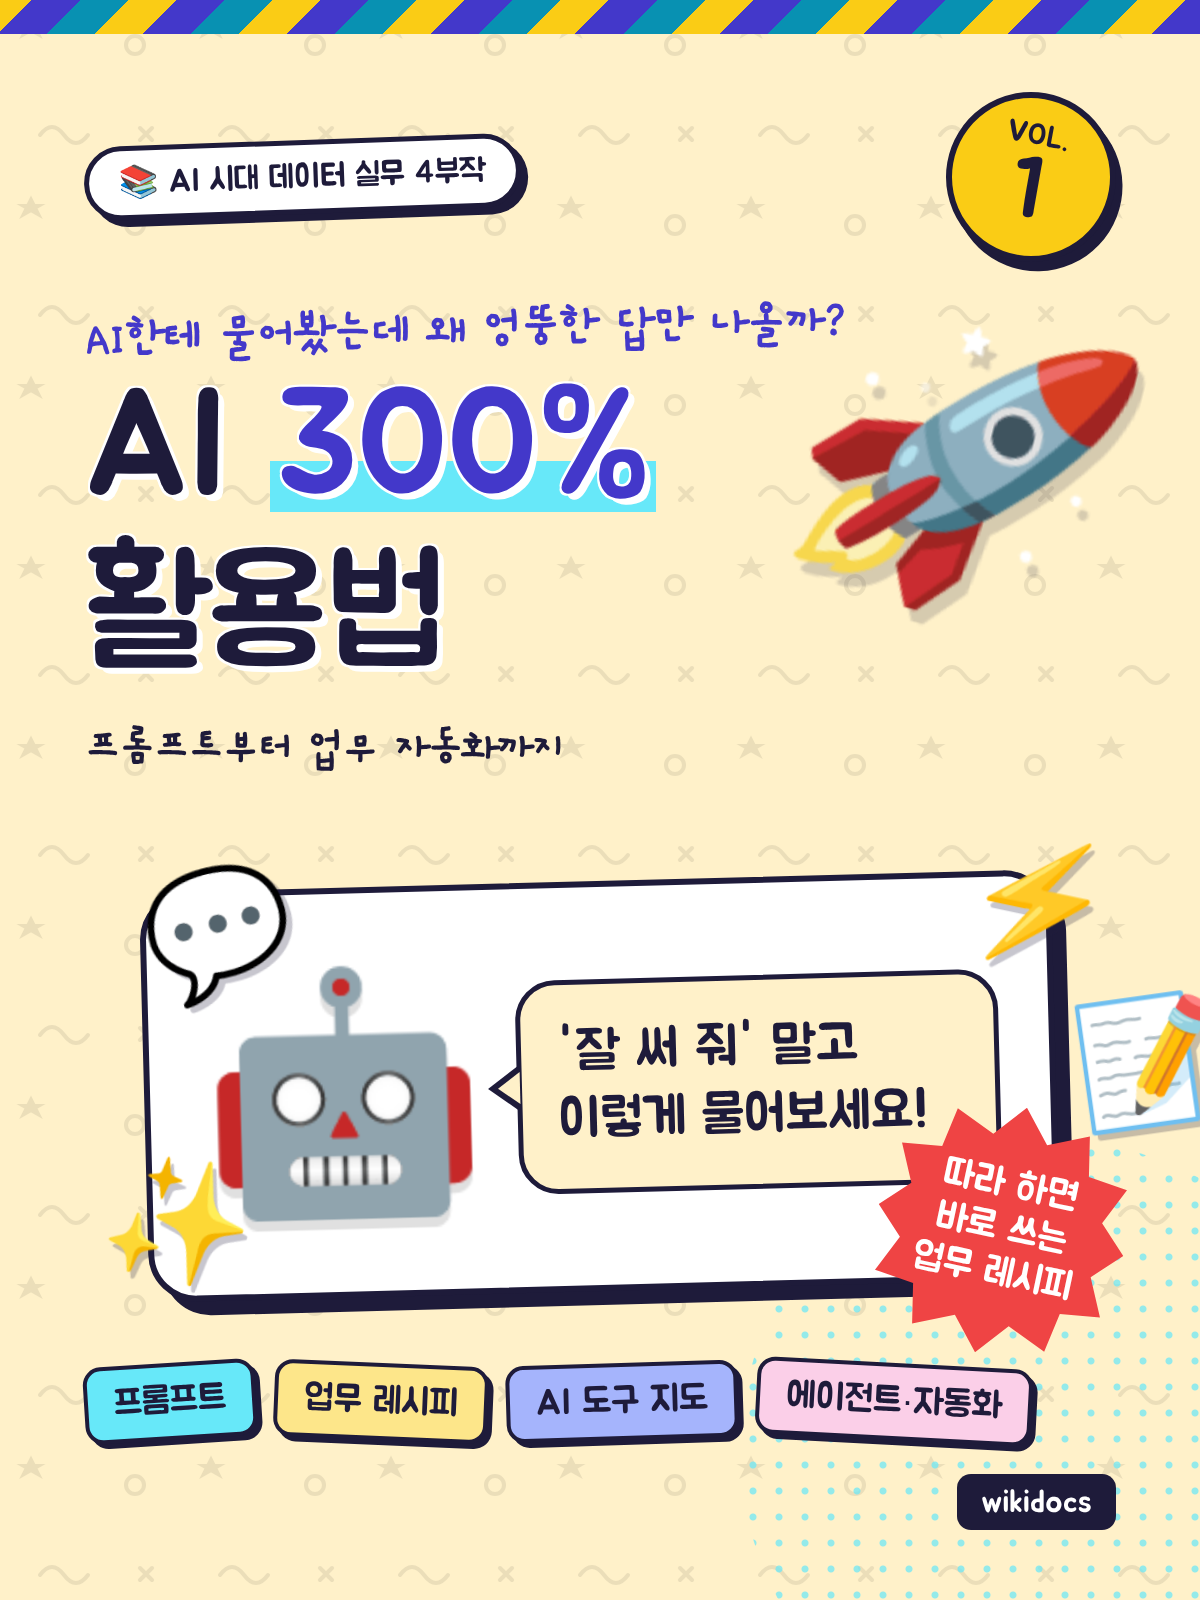 AI 시대 데이터 실무 4부작
VOL.
1
AI한테 물어봤는데 왜 엉뚱한 답만 나올까?
AI 300%
활용법
프롬프트부터 업무 자동화까지
'잘 써 줘' 말고
이렇게 물어보세요!
따라 하면
바로 쓰는
업무 레시피
프롬프트
업무 레시피
AI 도구 지도
에이전트·자동화
wikidocs